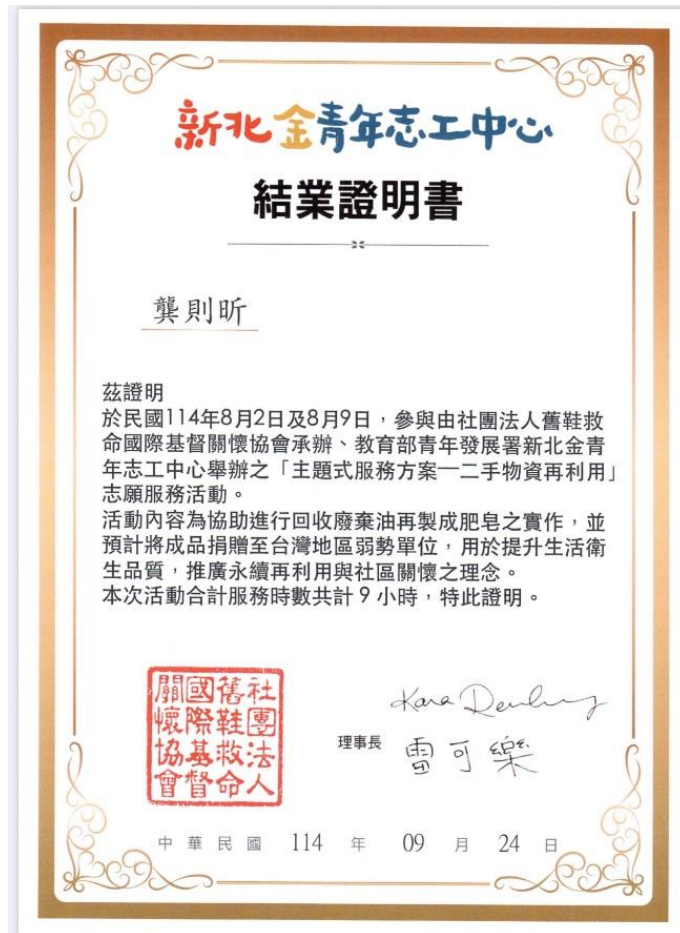 新北金青年志工中心
結業證明書
龔則昕
茲證明
於民國114年8月2日及8月9日，參與由社團法人舊鞋救
命國際基督關懷協會承辦、教育部青年發展署新北金青
年志工中心舉辦之「主題式服務方案—二手物資再利用」
志願服務活動。
活動內容為協助進行回收廢棄油再製成肥皂之實作，並
預計將成品捐贈至台灣地區弱勢單位，用於提升生活衛
生品質，推廣永續再利用與社區關懷之理念。
本次活動合計服務時數共計 9 小時，特此證明。
社團法人
舊鞋救命
國際基督
關懷協會
理事長
雷可樂
中華民國 114 年 09 月 24 日